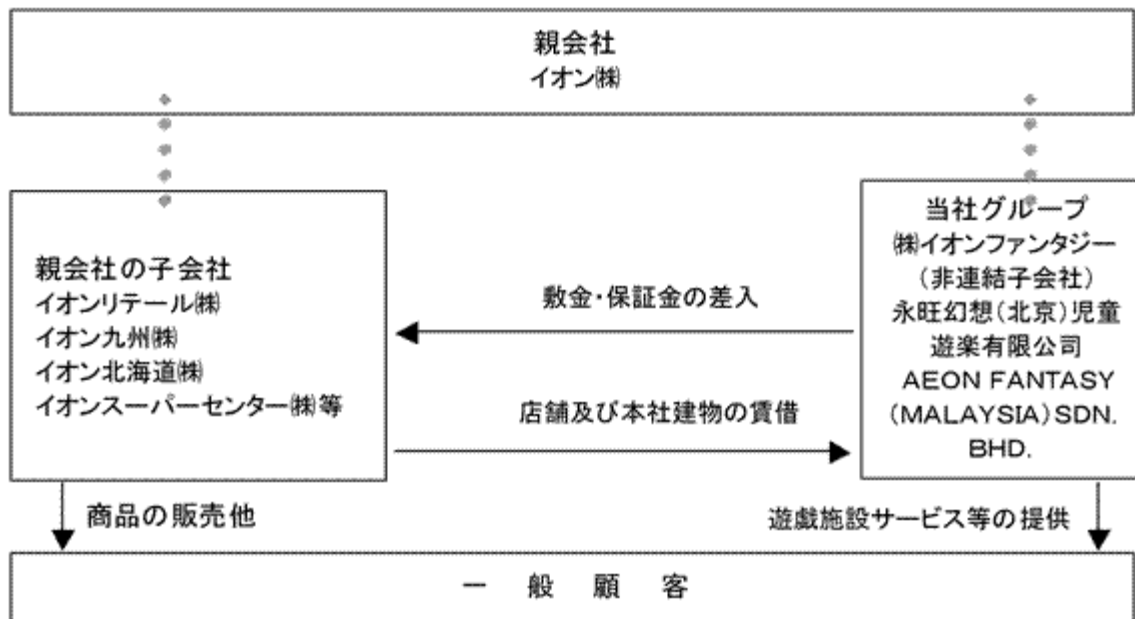 親会社
イオン㈱
親会社の子会社
イオンリテール㈱
イオン九州㈱
イオン北海道㈱
イオンスーパーセンター㈱等
敷金・保証金の差入
店舗及び本社建物の賃借
当社グループ
㈱イオンファンタジー
(非連結子会社)
永旺幻想(北京)児童
遊楽有限公司
AEON FANTASY
(MALAYSIA)SDN.
BHD.
商品の販売他
遊戯施設サービス等の提供
一般顧客